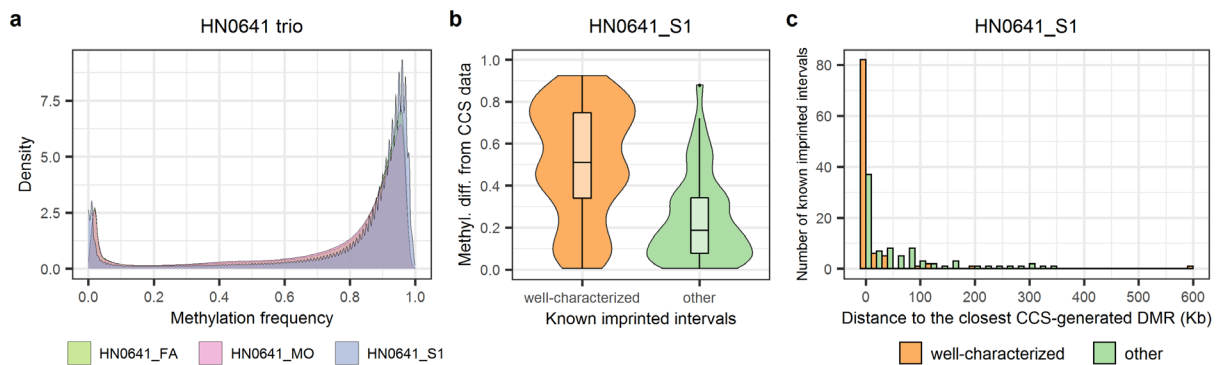 a
HN0641 trio
Density
7.5
5.0
2.5
0.0
0.0 0.2 0.4 0.6 0.8 1.0
Methylation frequency
HN0641_FA HN0641_MO HN0641_S1
b
HN0641_S1
Methyl. diff. from CCS data
1.0
0.8
0.6
0.4
0.2
0.0
well-characterized other
Known imprinted intervals
c
HN0641_S1
Number of known imprinted intervals
80
60
40
20
0
0 100 200 300 400 500 600
Distance to the closest CCS-generated DMR (Kb)
well-characterized other